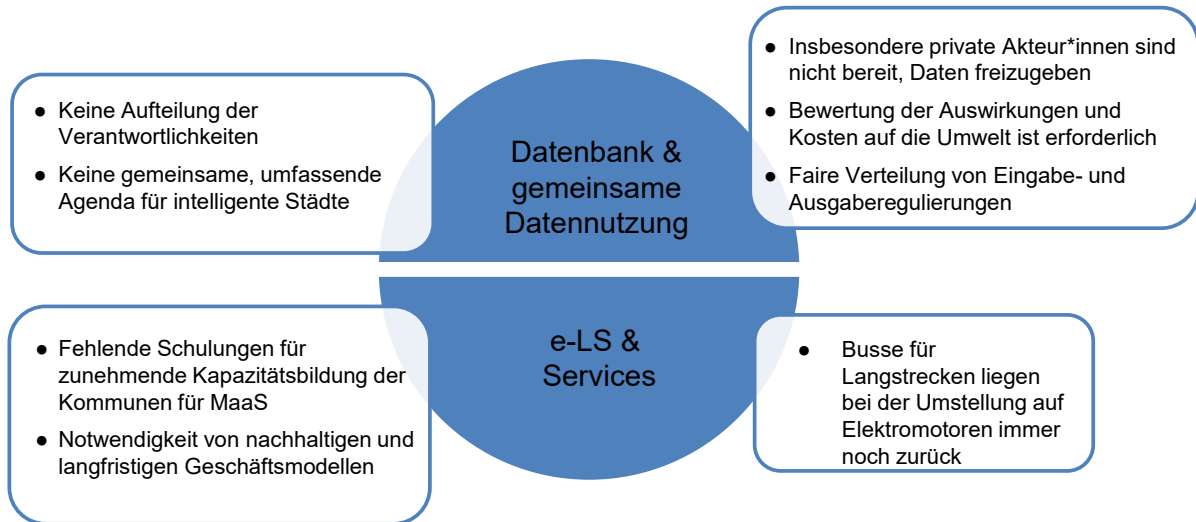 ● Keine Aufteilung der
Verantwortlichkeiten
● Keine gemeinsame, umfassende
Agenda für intelligente Städte
Datenbank &
gemeinsame
Datennutzung
● Insbesondere private Akteur*innen sind
nicht bereit, Daten freizugeben
● Bewertung der Auswirkungen und
Kosten auf die Umwelt ist erforderlich
● Faire Verteilung von Eingabe- und
Ausgaberegulierungen
● Fehlende Schulungen für
zunehmende Kapazitätsbildung der
Kommunen für MaaS
● Notwendigkeit von nachhaltigen und
langfristigen Geschäftsmodellen
e-LS &
Services
● Busse für
Langstrecken liegen
bei der Umstellung auf
Elektromotoren immer
noch zurück